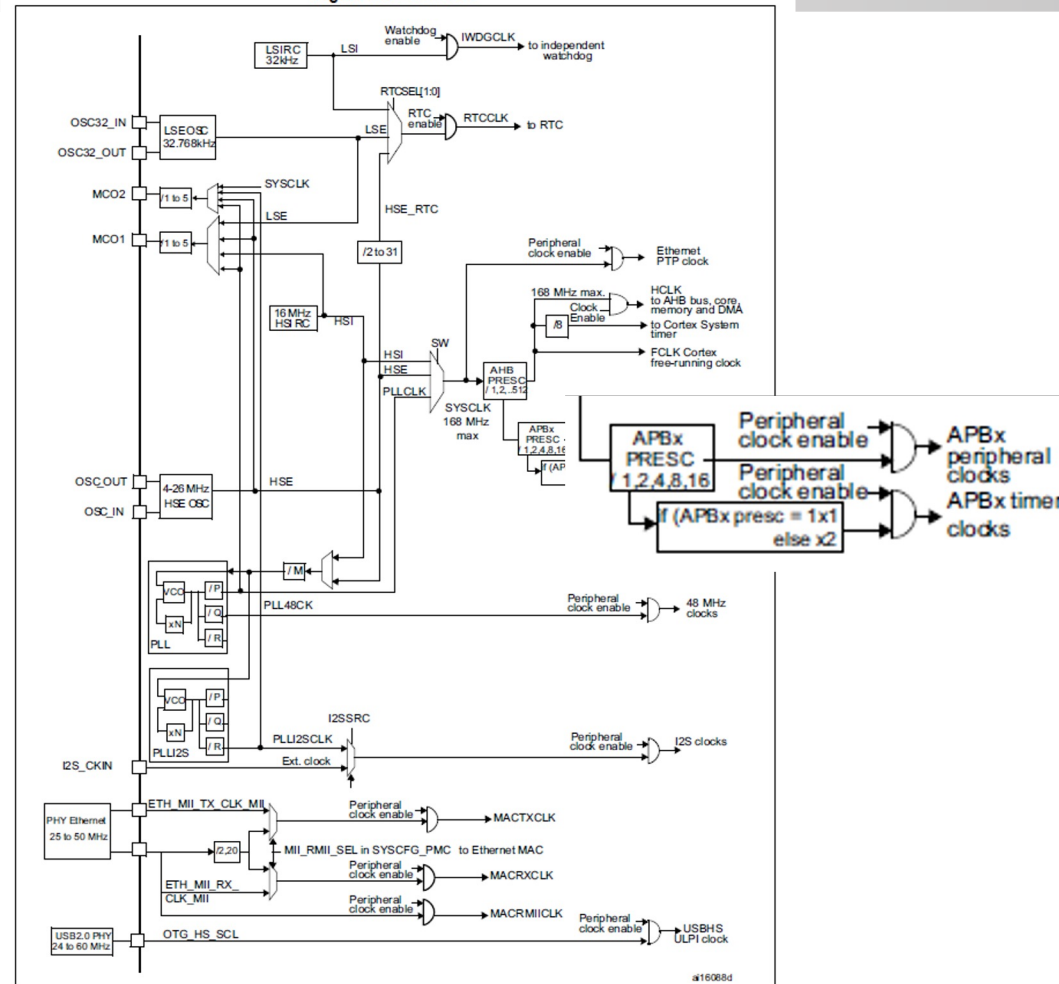 Watchdog
enable
IWDGCLK
to independent
watchdog
LSIRC
32kHz
LSI
RTCSEL[1:0]
OSC32_IN
OSC32_OUT
LSEOSC
32.768kHz
LSE
RTC
enable
RTCCLK
to RTC
MCO2
/1 to 5
SYSCLK
LSE
MCO1
/1 to 5
HSE_RTC
/2 to 31
Peripheral
clock enable
Ethernet
PTP clock
16 MHz
HSI RC
HSI
168 MHz max.
Clock
Enable
HCLK
to AHB bus, core,
memory and DMA
/8
to Cortex System
timer
FCLK Cortex
free-running clock
SW
HSI
HSE
PLLCLK
AHB
PRESC
/ 1,2,..512
SYSCLK
168 MHz
max
APBx
PRESC
/ 1,2,4,8,16
if (AP
APBx
PRESC
/ 1,2,4,8,16
Peripheral
clock enable
APBx
peripheral
clocks
Peripheral
clock enable
APBx timer
clocks
if (APBx presc = 1x1
else x2
OSC_OUT
OSC_IN
4-26 MHz
HSE OSC
HSE
/ M
VCO
xN
/ P
/ Q
/ R
PLL
PLL48CK
Peripheral
clock enable
48 MHz
clocks
VCO
xN
/ P
/ Q
/ R
PLLI2S
I2SSRC
PLLI2SCLK
Ext. clock
Peripheral
clock enable
I2S clocks
I2S_CKIN
PHY Ethernet
25 to 50 MHz
ETH_MII_TX_CLK_MII
Peripheral
clock enable
MACTXCLK
/2,20
MII_RMII_SEL in SYSCFG_PMC
to Ethernet MAC
ETH_MII_RX_
CLK_MII
Peripheral
clock enable
MACRXCLK
Peripheral
clock enable
MACRMIICLK
USB2.0 PHY
24 to 60 MHz
OTG_HS_SCL
Peripheral
clock enable
USBHS
ULPI clock
ai16088d